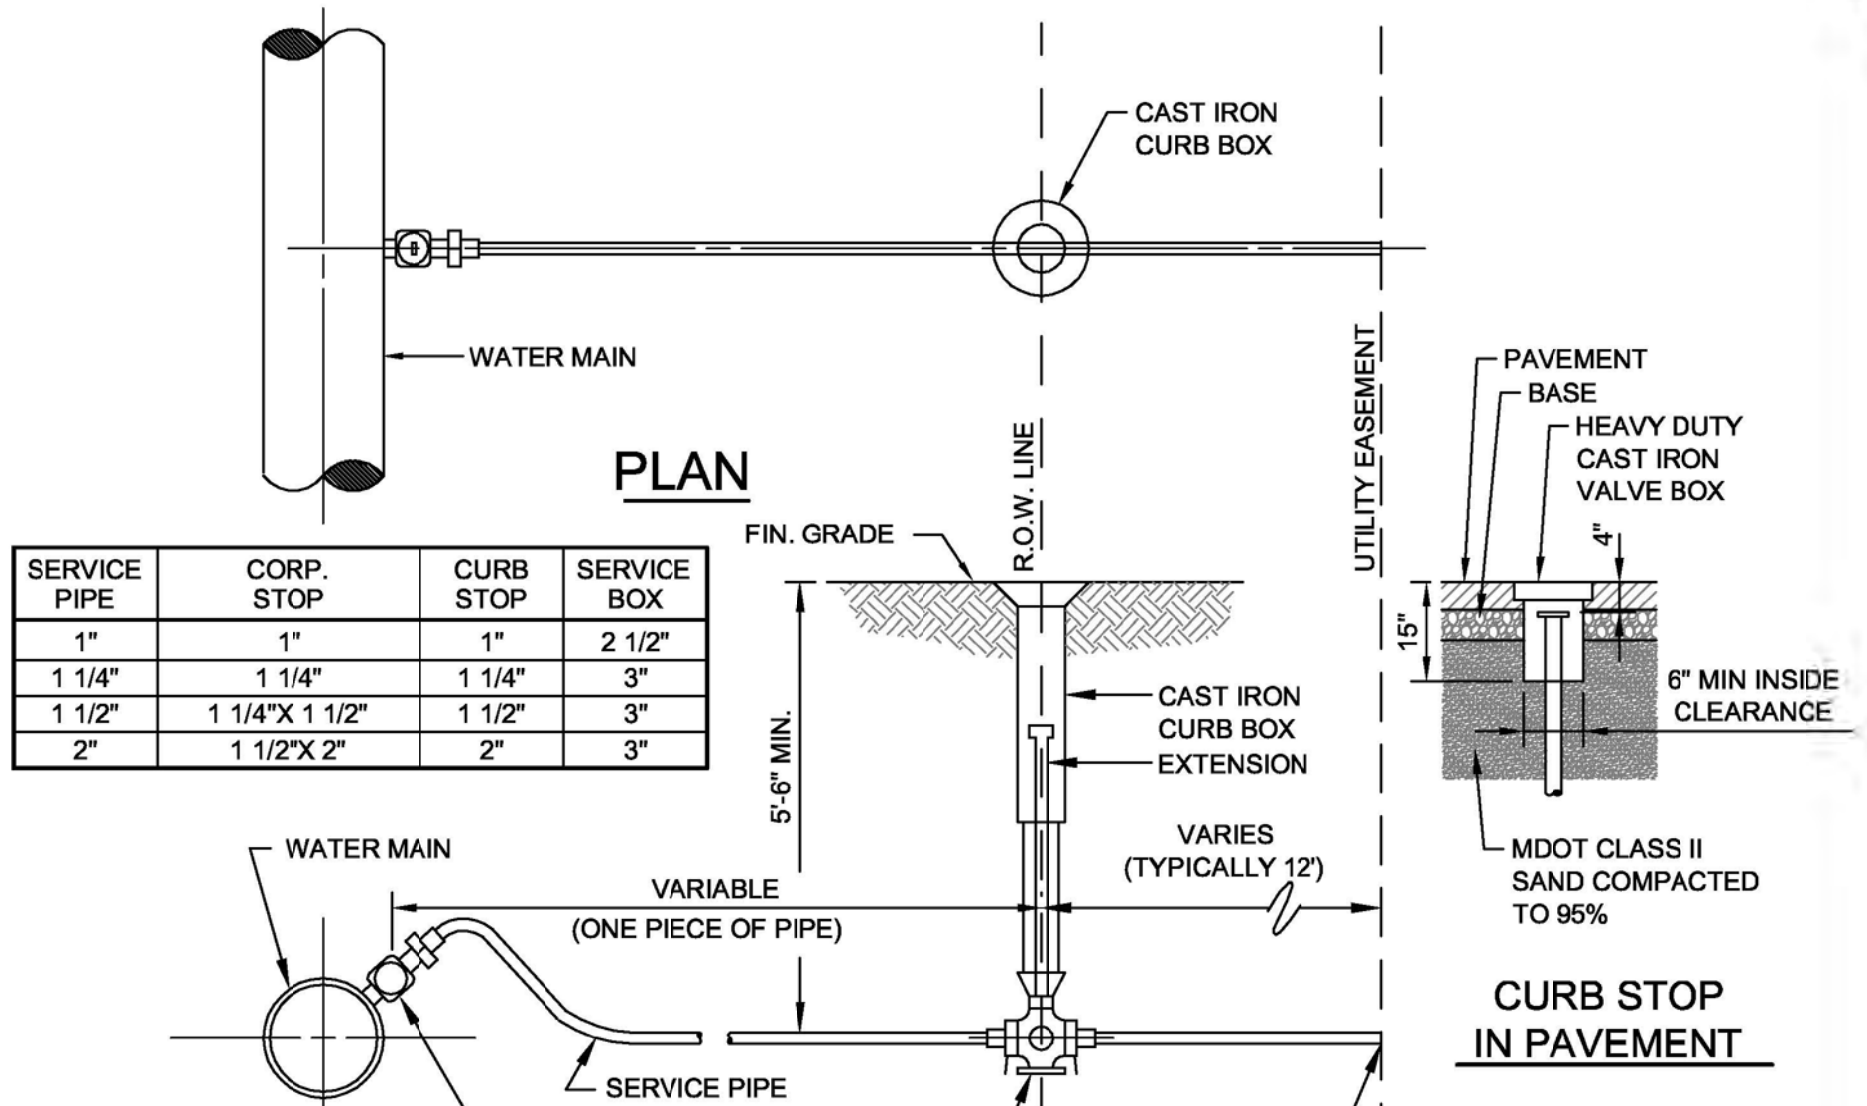 CAST IRON
CURB BOX
WATER MAIN
PLAN
R.O.W. LINE
UTILITY EASEMENT
PAVEMENT
BASE
HEAVY DUTY
CAST IRON
VALVE BOX
4"
15"
6" MIN INSIDE
CLEARANCE
MDOT CLASS II
SAND COMPACTED
TO 95%
CURB STOP
IN PAVEMENT
SERVICE PIPE CORP. STOP CURB STOP SERVICE BOX
1" 1" 1" 2 1/2"
1 1/4" 1 1/4" 1 1/4" 3"
1 1/2" 1 1/4"X 1 1/2" 1 1/2" 3"
2" 1 1/2"X 2" 2" 3"
FIN. GRADE
5'-6" MIN.
CAST IRON
CURB BOX
EXTENSION
VARIES
(TYPICALLY 12')
WATER MAIN
VARIABLE
(ONE PIECE OF PIPE)
SERVICE PIPE